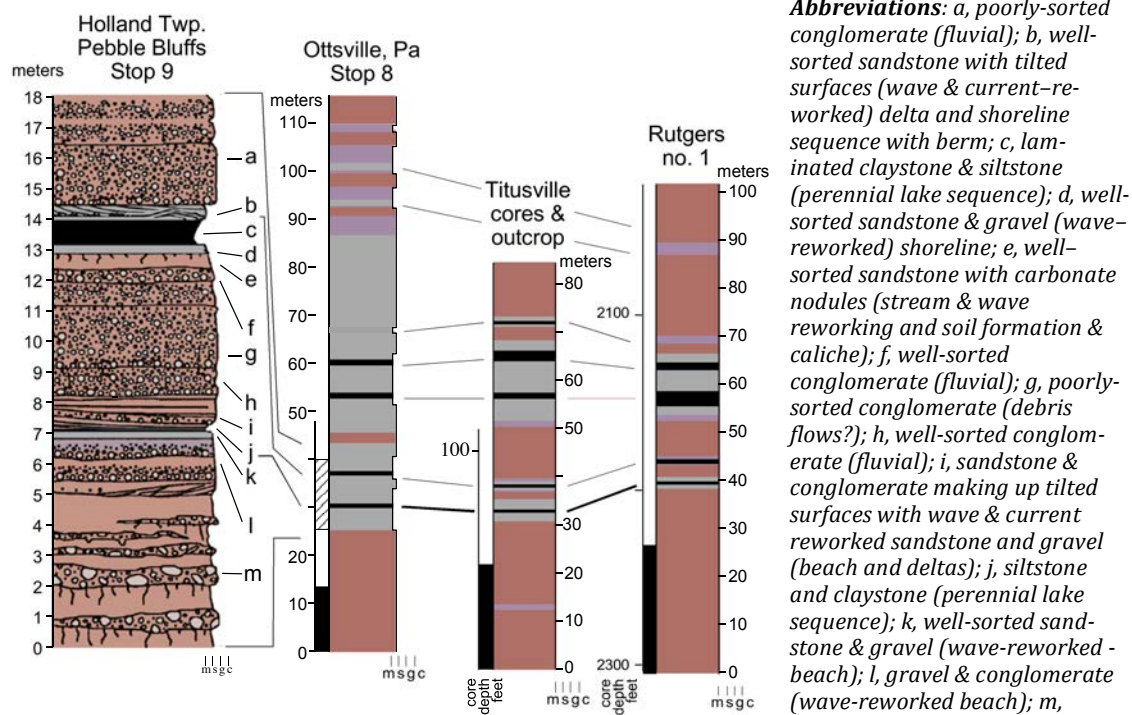 Holland Twp.
Pebble Bluffs
Stop 9
meters
18
17
16
15
14
13
12
11
10
9
8
7
6
5
4
3
2
1
0
m s g c
a
b
c
d
e
f
g
h
i
j
k
l
m
Ottsville, Pa
Stop 8
meters
110
100
90
80
70
60
50
20
10
0
m s g c
Titusville
cores &
outcrop
meters
80
60
50
30
20
10
0
100
core
depth
feet
m s g c
Rutgers
no. 1
meters
100
90
80
70
60
50
40
30
20
10
0
2100
2300
core
depth
feet
m s g c
Abbreviations: a, poorly-sorted
conglomerate (fluvial); b, well-
sorted sandstone with tilted
surfaces (wave & current–re-
worked) delta and shoreline
sequence with berm; c, lam-
inated claystone & siltstone
(perennial lake sequence); d, well-
sorted sandstone & gravel (wave–
reworked) shoreline; e, well–
sorted sandstone with carbonate
nodules (stream & wave
reworking and soil formation &
caliche); f, well-sorted
conglomerate (fluvial); g, poorly-
sorted conglomerate (debris
flows?); h, well-sorted conglom-
erate (fluvial); i, sandstone &
conglomerate making up tilted
surfaces with wave & current
reworked sandstone and gravel
(beach and deltas); j, siltstone
and claystone (perennial lake
sequence); k, well-sorted sand-
stone & gravel (wave-reworked -
beach); l, gravel & conglomerate
(wave-reworked beach); m,